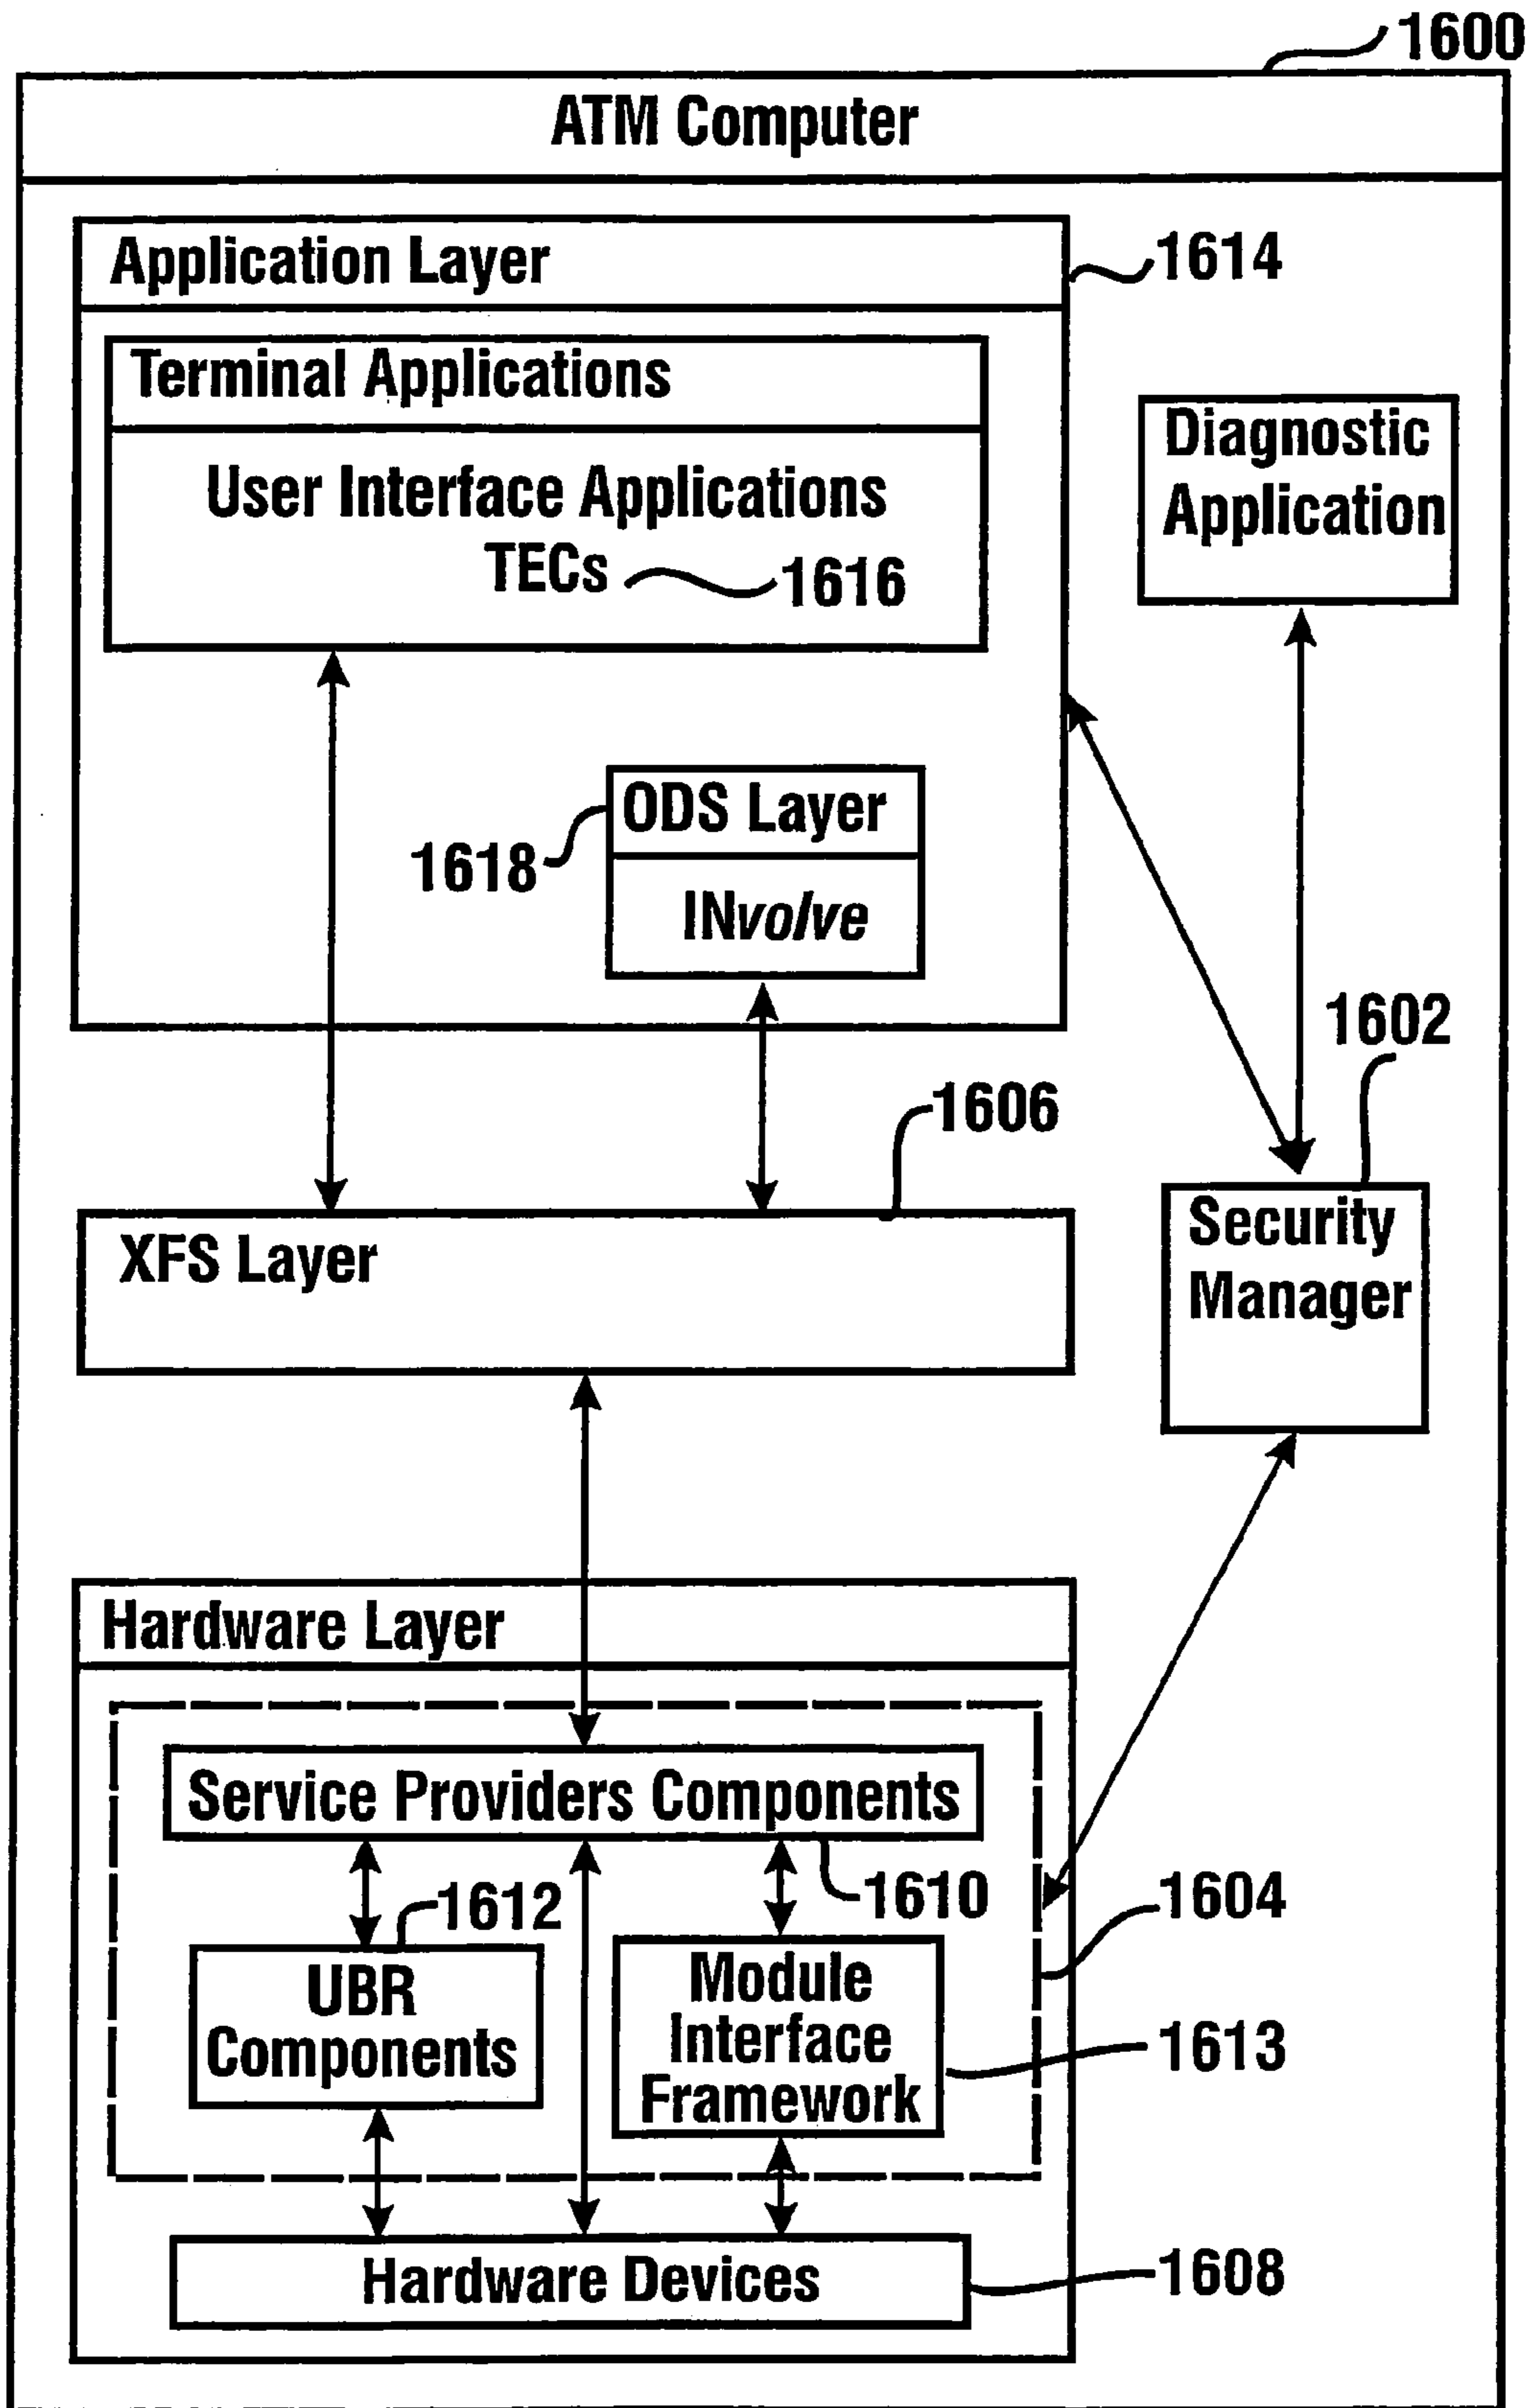 1600
ATM Computer
Application Layer
1614
Terminal Applications
User Interface Applications
TECs
1616
Diagnostic
Application
ODS Layer
1618
INvolve
1602
1606
XFS Layer
Security
Manager
Hardware Layer
Service Providers Components
1612
1610
1604
UBR
Components
Module
Interface
Framework
1613
Hardware Devices
1608